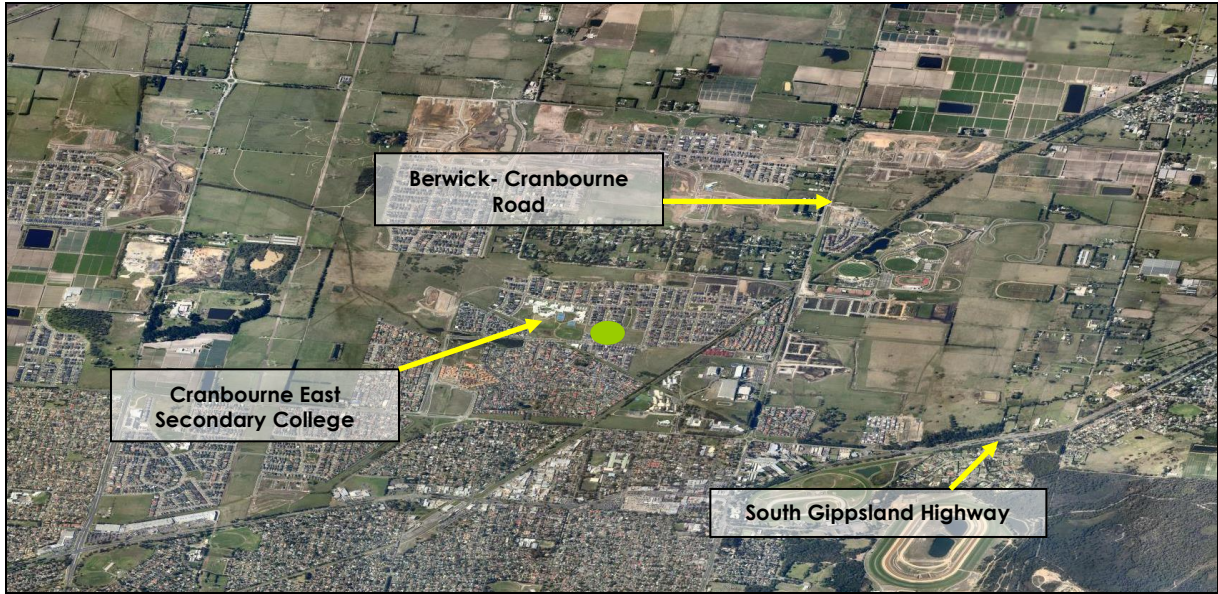 Berwick- Cranbourne
Road
Cranbourne East
Secondary College
South Gippsland Highway